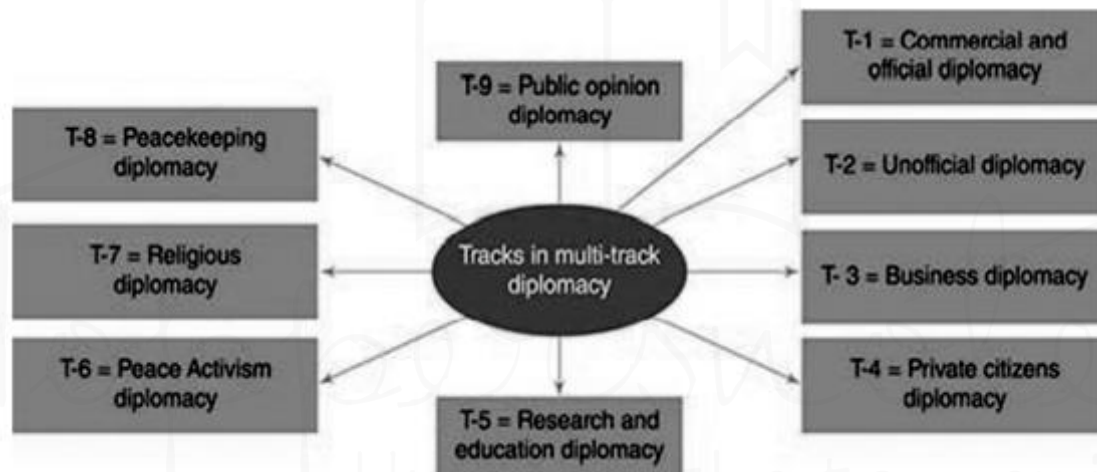 T-1 = Commercial and
official diplomacy
T-9 = Public opinion
diplomacy
T-8 = Peacekeeping
diplomacy
T-2 = Unofficial diplomacy
T-7 = Religious
diplomacy
Tracks in multi-track
diplomacy
T- 3 = Business diplomacy
T-6 = Peace Activism
diplomacy
T-4 = Private citizens
diplomacy
T-5 = Research and
education diplomacy